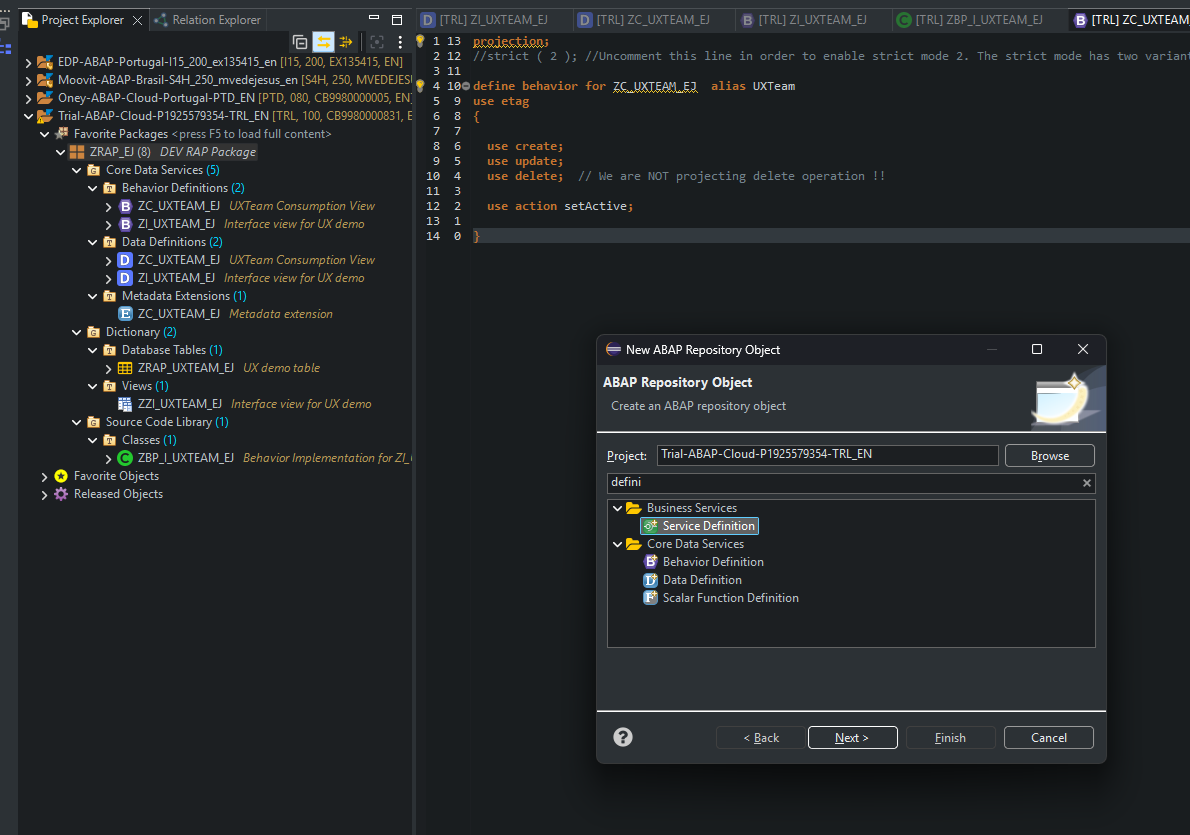 Project Explorer
Relation Explorer
EDP-ABAP-Portugal-I15_200_ex135415_en [I15, 200, EX135415, EN]
Moovit-ABAP-Brasil-S4H_250_mvedejesus_en [S4H, 250, MVEDEJESU
Oney-ABAP-Cloud-Portugal-PTD_EN [PTD, 080, CB9980000005, EN]
Trial-ABAP-Cloud-P1925579354-TRL_EN [TRL, 100, CB9980000831, E
Favorite Packages <press F5 to load full content>
ZRAP_EJ (8) DEV RAP Package
Core Data Services (5)
Behavior Definitions (2)
ZC_UXTEAM_EJ UXTeam Consumption View
ZI_UXTEAM_EJ Interface view for UX demo
Data Definitions (2)
ZC_UXTEAM_EJ UXTeam Consumption View
ZI_UXTEAM_EJ Interface view for UX demo
Metadata Extensions (1)
ZC_UXTEAM_EJ Metadata extension
Dictionary (2)
Database Tables (1)
ZRAP_UXTEAM_EJ UX demo table
Views (1)
ZZI_UXTEAM_EJ Interface view for UX demo
Source Code Library (1)
Classes (1)
ZBP_I_UXTEAM_EJ Behavior Implementation for ZI_
Favorite Objects
Released Objects
[TRL] ZI_UXTEAM_EJ
[TRL] ZC_UXTEAM_EJ
[TRL] ZI_UXTEAM_EJ
[TRL] ZBP_I_UXTEAM_EJ
[TRL] ZC_UXTEAM
1 13 projection;
2 12 //strict ( 2 ); //Uncomment this line in order to enable strict mode 2. The strict mode has two variant
3 11
4 10 define behavior for ZC_UXTEAM_EJ alias UXTeam
5 9 use etag
6 8 {
7 7
8 6 use create;
9 5 use update;
10 4 use delete; // We are NOT projecting delete operation !!
11 3
12 2 use action setActive;
13 1
14 0 }
New ABAP Repository Object
ABAP Repository Object
Create an ABAP repository object
Project: Trial-ABAP-Cloud-P1925579354-TRL_EN Browse
defini
Business Services
Service Definition
Core Data Services
Behavior Definition
Data Definition
Scalar Function Definition
? < Back Next > Finish Cancel